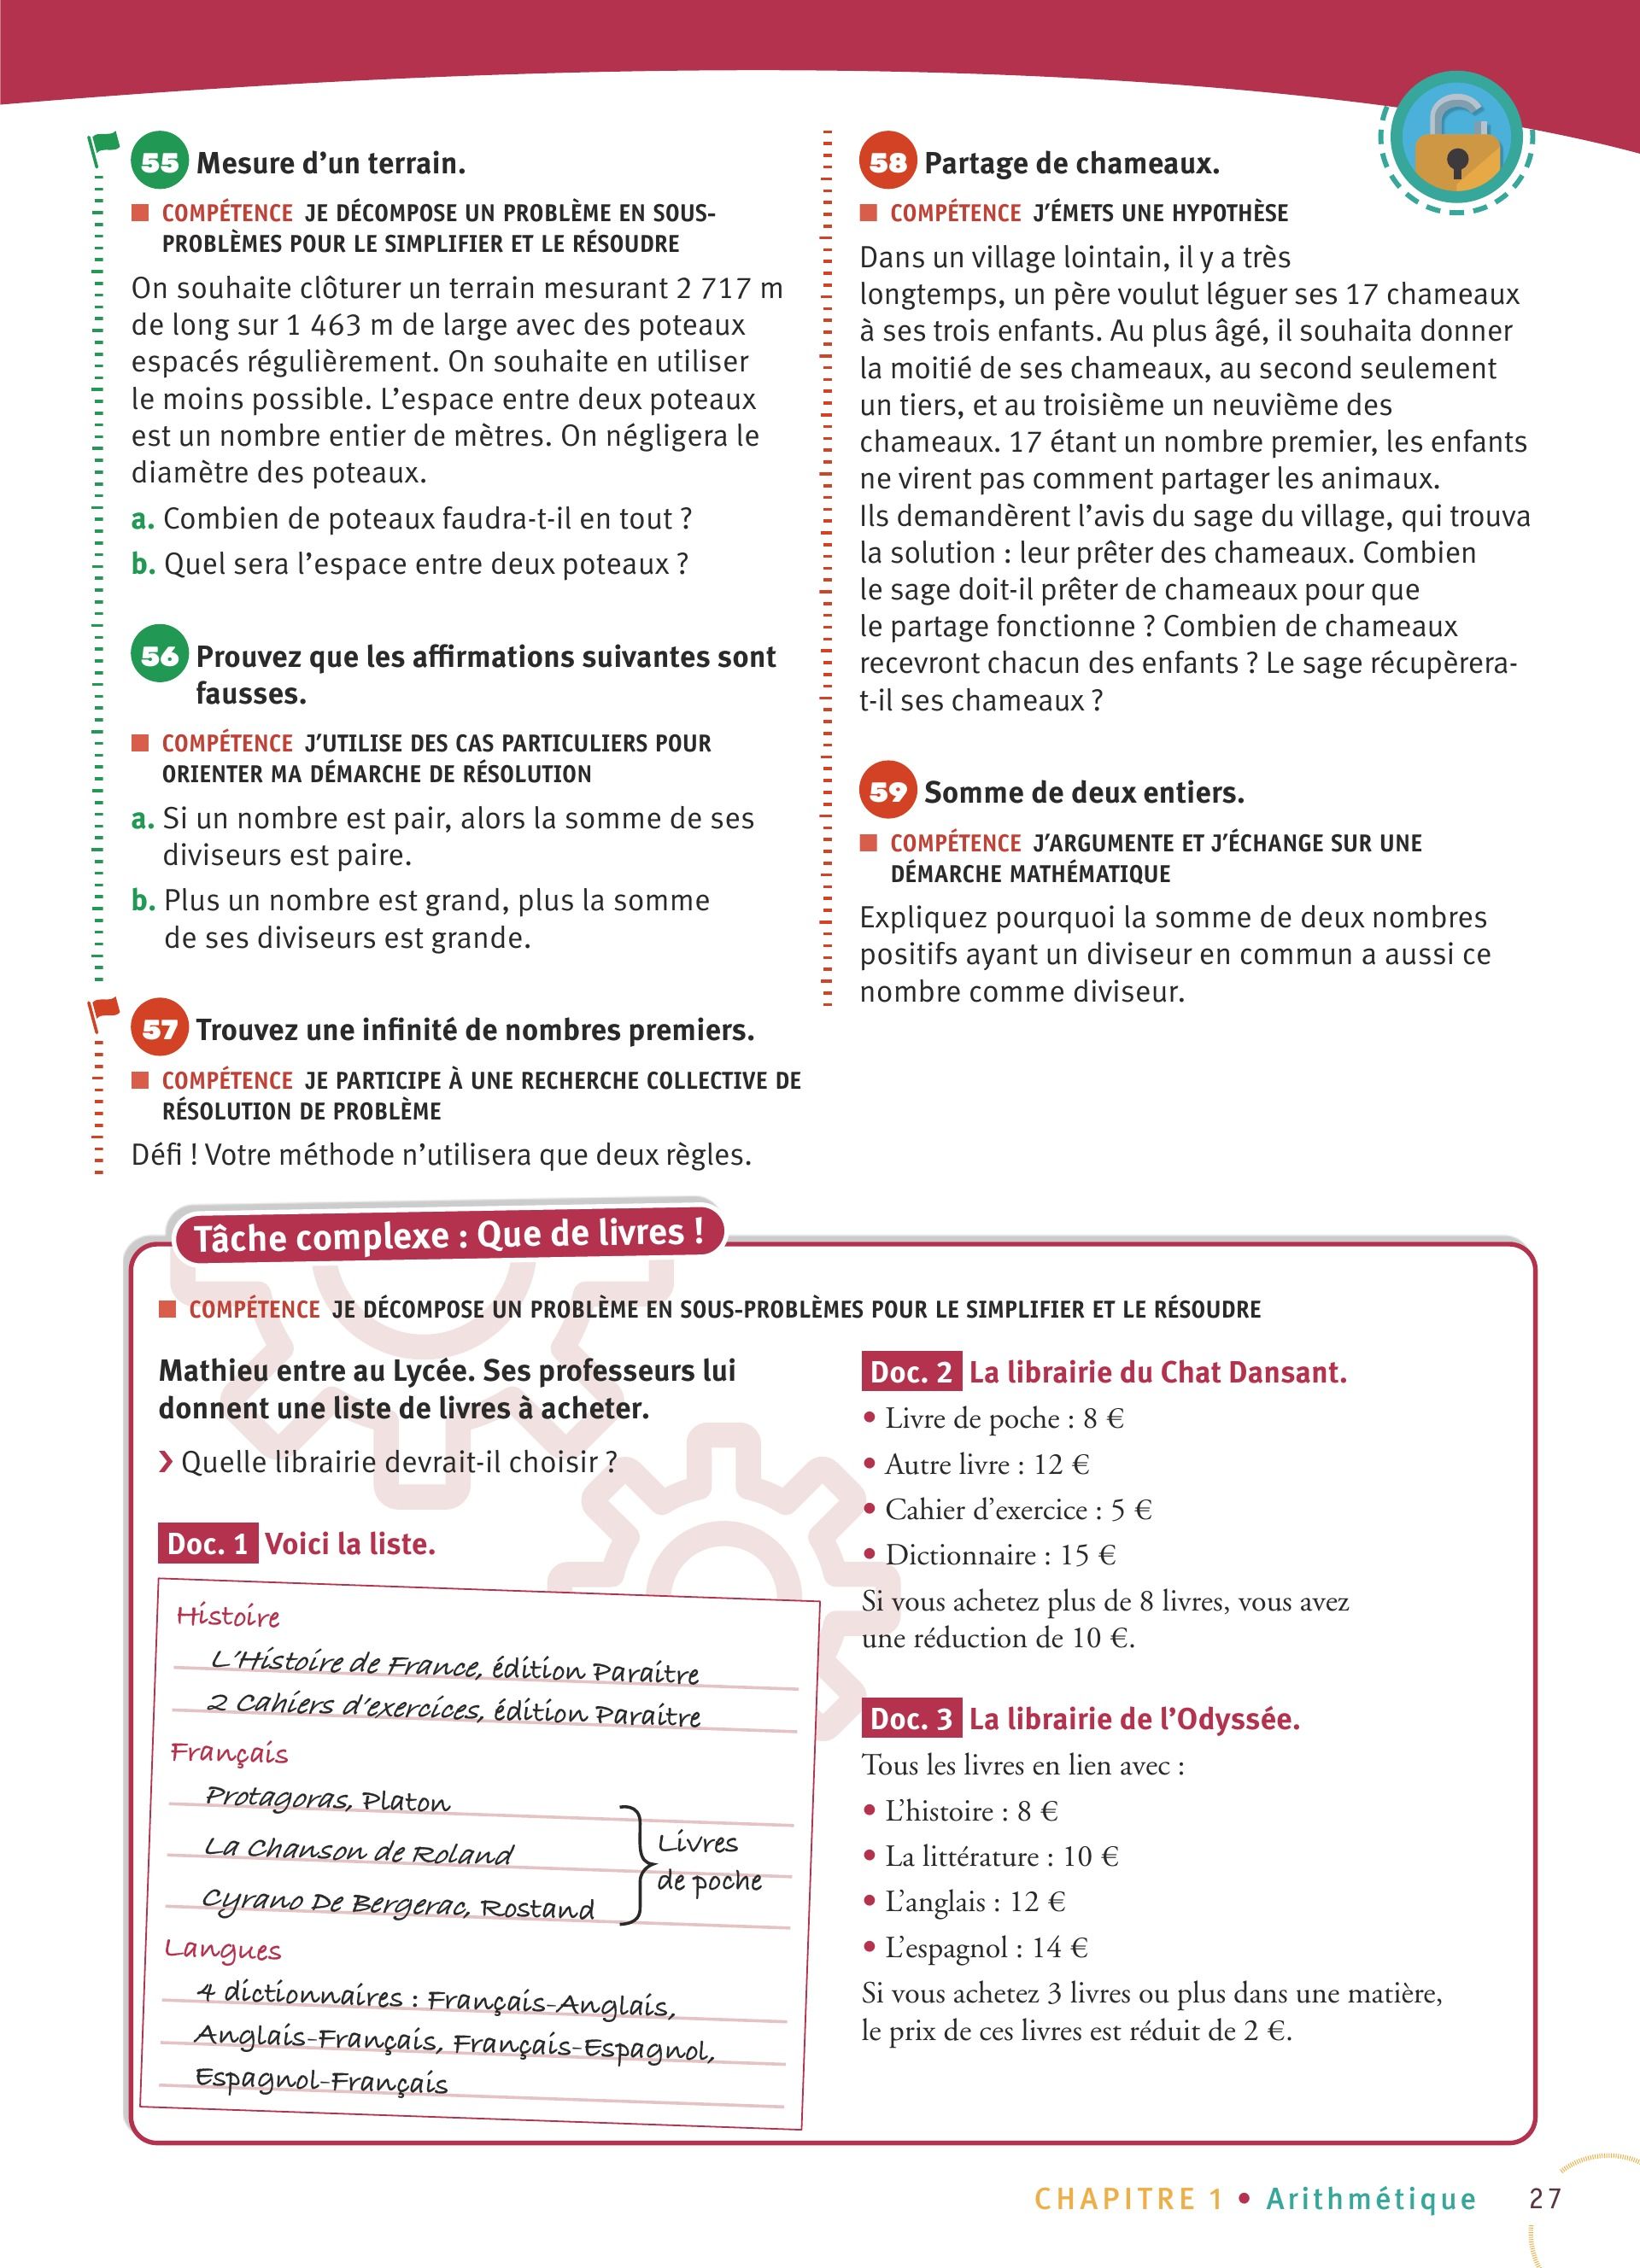 55 Mesure d’un terrain.
COMPÉTENCE JE DÉCOMPOSE UN PROBLÈME EN SOUS-
PROBLÈMES POUR LE SIMPLIFIER ET LE RÉSOUDRE
On souhaite clôturer un terrain mesurant 2 717 m
de long sur 1 463 m de large avec des poteaux
espacés régulièrement. On souhaite en utiliser
le moins possible. L’espace entre deux poteaux
est un nombre entier de mètres. On négligera le
diamètre des poteaux.
a. Combien de poteaux faudra-t-il en tout ?
b. Quel sera l’espace entre deux poteaux ?
56 Prouvez que les affirmations suivantes sont
fausses.
COMPÉTENCE J’UTILISE DES CAS PARTICULIERS POUR
ORIENTER MA DÉMARCHE DE RÉSOLUTION
a. Si un nombre est pair, alors la somme de ses
diviseurs est paire.
b. Plus un nombre est grand, plus la somme
de ses diviseurs est grande.
57 Trouvez une infinité de nombres premiers.
COMPÉTENCE JE PARTICIPE À UNE RECHERCHE COLLECTIVE DE
RÉSOLUTION DE PROBLÈME
Défi ! Votre méthode n’utilisera que deux règles.
58 Partage de chameaux.
COMPÉTENCE J’ÉMETS UNE HYPOTHÈSE
Dans un village lointain, il y a très
longtemps, un père voulut léguer ses 17 chameaux
à ses trois enfants. Au plus âgé, il souhaita donner
la moitié de ses chameaux, au second seulement
un tiers, et au troisième un neuvième des
chameaux. 17 étant un nombre premier, les enfants
ne virent pas comment partager les animaux.
Ils demandèrent l’avis du sage du village, qui trouva
la solution : leur prêter des chameaux. Combien
le sage doit-il prêter de chameaux pour que
le partage fonctionne ? Combien de chameaux
recevront chacun des enfants ? Le sage récupèrera-
t-il ses chameaux ?
59 Somme de deux entiers.
COMPÉTENCE J’ARGUMENTE ET J’ÉCHANGE SUR UNE
DÉMARCHE MATHÉMATIQUE
Expliquez pourquoi la somme de deux nombres
positifs ayant un diviseur en commun a aussi ce
nombre comme diviseur.
Tâche complexe : Que de livres !
COMPÉTENCE JE DÉCOMPOSE UN PROBLÈME EN SOUS-PROBLÈMES POUR LE SIMPLIFIER ET LE RÉSOUDRE
Mathieu entre au Lycée. Ses professeurs lui
donnent une liste de livres à acheter.
Quelle librairie devrait-il choisir ?
Doc. 1 Voici la liste.
Histoire
L’Histoire de France, édition Paraitre
2 Cahiers d’exercices, édition Paraitre
Français
Protagoras, Platon
La Chanson de Roland
Cyrano De Bergerac, Rostand
Livres
de poche
Langues
4 dictionnaires : Français-Anglais,
Anglais-Français, Français-Espagnol,
Espagnol-Français
Doc. 2 La librairie du Chat Dansant.
• Livre de poche : 8 €
• Autre livre : 12 €
• Cahier d’exercice : 5 €
• Dictionnaire : 15 €
Si vous achetez plus de 8 livres, vous avez
une réduction de 10 €.
Doc. 3 La librairie de l’Odyssée.
Tous les livres en lien avec :
• L’histoire : 8 €
• La littérature : 10 €
• L’anglais : 12 €
• L’espagnol : 14 €
Si vous achetez 3 livres ou plus dans une matière,
le prix de ces livres est réduit de 2 €.
CHAPITRE 1 • Arithmétique 27